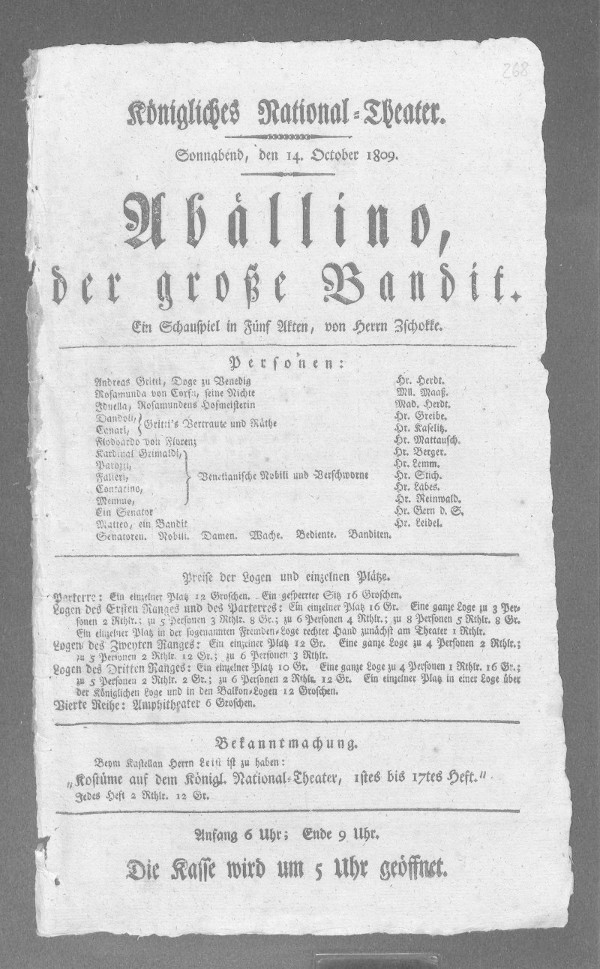 268
Königliches National-Theater.
Sonnabend, den 14. October 1809.
Abällino,
der große Bandit.
Ein Schauspiel in Fünf Akten, von Herrn Zschokke.
Personen:
Andreas Gritti, Doge zu Venedig Hr. Herdt.
Rosamunda von Corfu, seine Nichte Mll. Maaß.
Iduella, Rosamundens Hofmeisterin Mad. Herdt.
Dandoli, Hr. Greibe.
Canari, Gritti's Vertraute und Räthe Hr. Kaselitz.
Flodoardo von Florenz Hr. Mattausch.
Kardinal Grimaldi, Hr. Berger.
Parozzi, Hr. Lemm.
Falieri, Venetianische Nobili und Verschworne Hr. Stich.
Contarino, Hr. Labes.
Memmo, Hr. Reinwald.
Ein Senator Hr. Gern d. S.
Matteo, ein Bandit Hr. Leidel.
Senatoren. Nobili. Damen. Wache. Bediente. Banditen.
Preise der Logen und einzelnen Plätze.
Parterre: Ein einzelner Platz 12 Groschen. Ein gesperrter Sitz 16 Groschen.
Logen des Ersten Ranges und des Parterres: Ein einzelner Platz 16 Gr. Eine ganze Loge zu 3 Per-
sonen 2 Rthlr.; zu 5 Personen 3 Rthlr. 8 Gr.; zu 6 Personen 4 Rthlr.; zu 8 Personen 5 Rthlr. 8 Gr.
Ein einzelner Platz in der sogenannten Fremden-Loge rechter Hand zunächst am Theater 1 Rthlr.
Logen des Zweyten Ranges: Ein einzelner Platz 12 Gr. Eine ganze Loge zu 4 Personen 2 Rthlr.;
zu 5 Personen 2 Rthlr. 12 Gr.; zu 6 Personen 3 Rthlr.
Logen des Dritten Ranges: Ein einzelner Platz 10 Gr. Eine ganze Loge zu 4 Personen 1 Rthlr. 16 Gr.;
zu 5 Personen 2 Rthlr. 2 Gr.; zu 6 Personen 2 Rthlr. 12 Gr. Ein einzelner Platz in einer Loge über
der Königlichen Loge und in den Balkon-Logen 12 Groschen.
Vierte Reihe: Amphitheater 6 Groschen.
Bekanntmachung.
Beym Kastellan Herrn Leist ist zu haben:
„Kostüme auf dem Königl. National-Theater, 1stes bis 17tes Heft."
Jedes Heft 2 Rthlr. 12 Gr.
Anfang 6 Uhr; Ende 9 Uhr.
Die Kasse wird um 5 Uhr geöffnet.